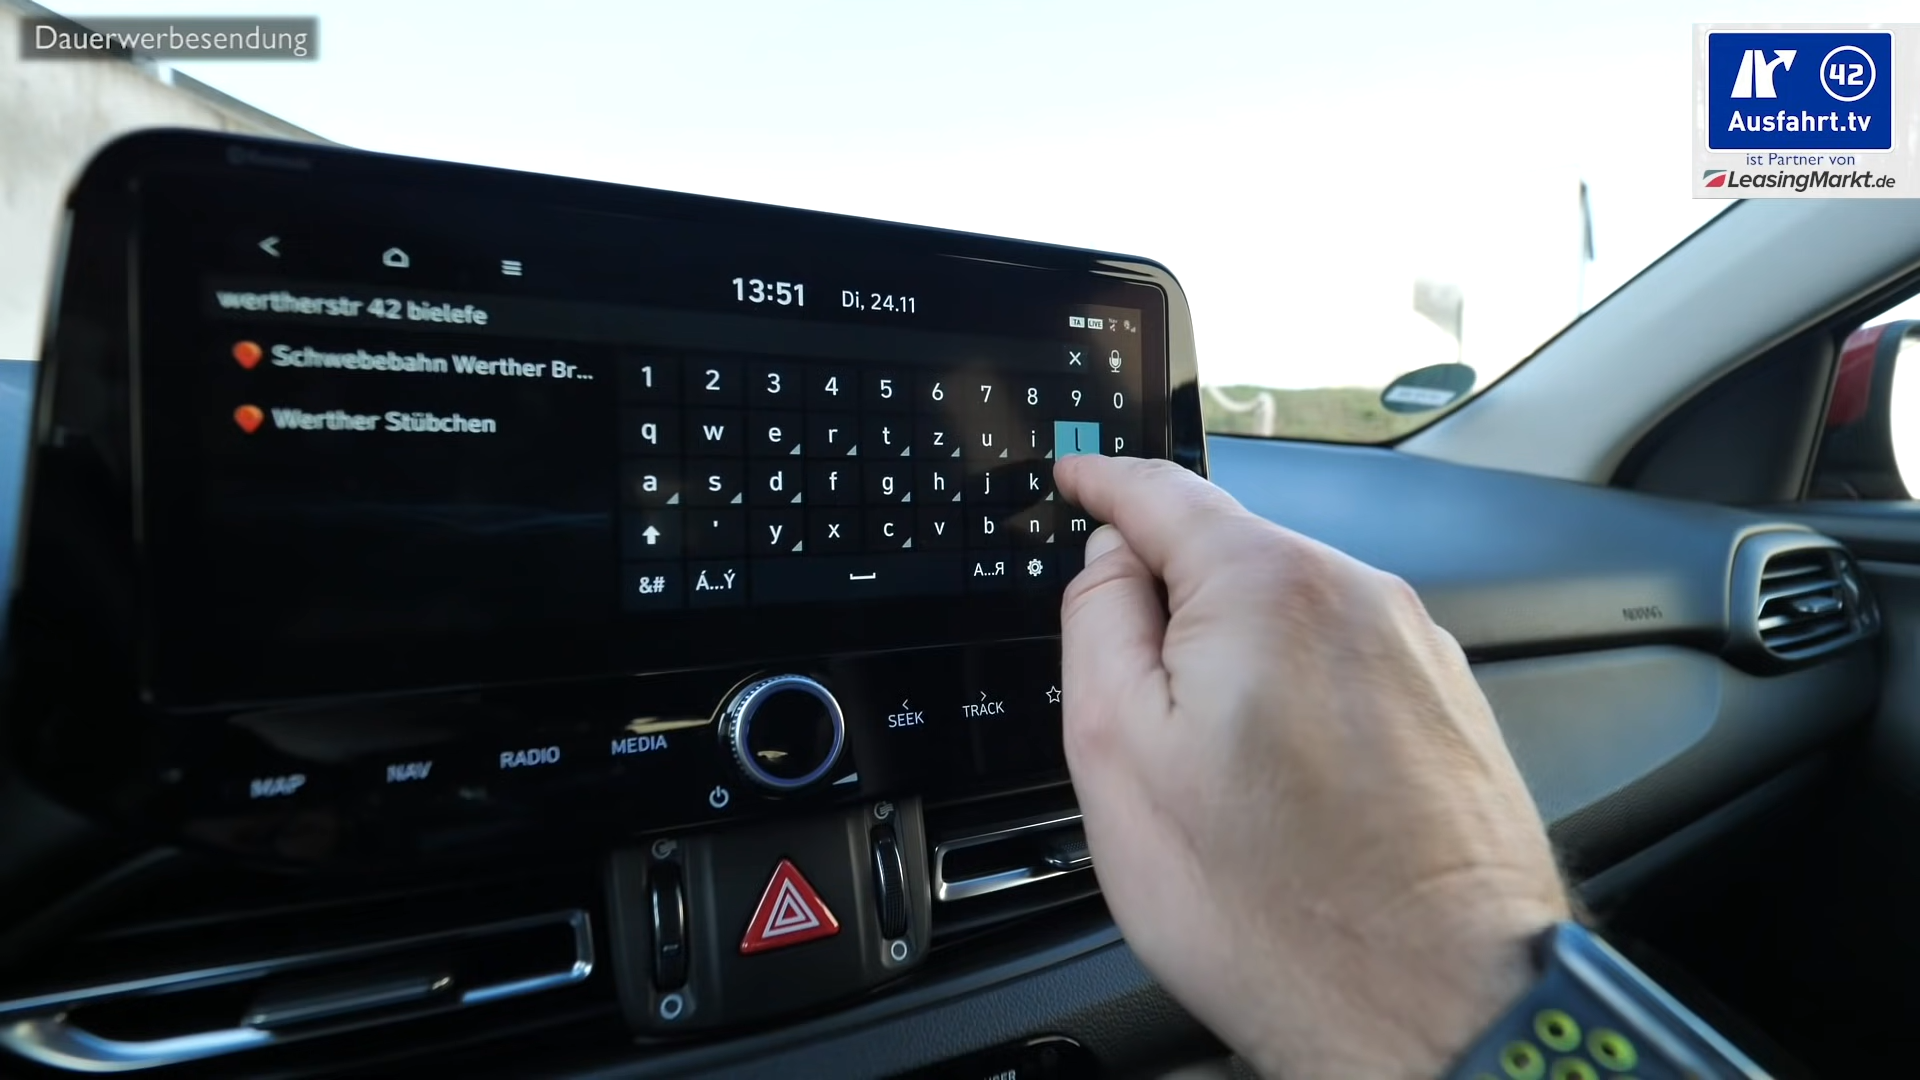 Dauerwerbesendung
42
Ausfahrt.tv
ist Partner von
LeasingMarkt.de
13:51 Di, 24.11
wertherstr 42 bielefe
TA LIVE
Schwebebahn Werther Br...
Werther Stübchen
1 2 3 4 5 6 7 8 9 0
q w e r t z u i l p
a s d f g h j k
' y x c v b n m
&# Á...Ý A...Я
MAP NAV RADIO MEDIA
SEEK TRACK